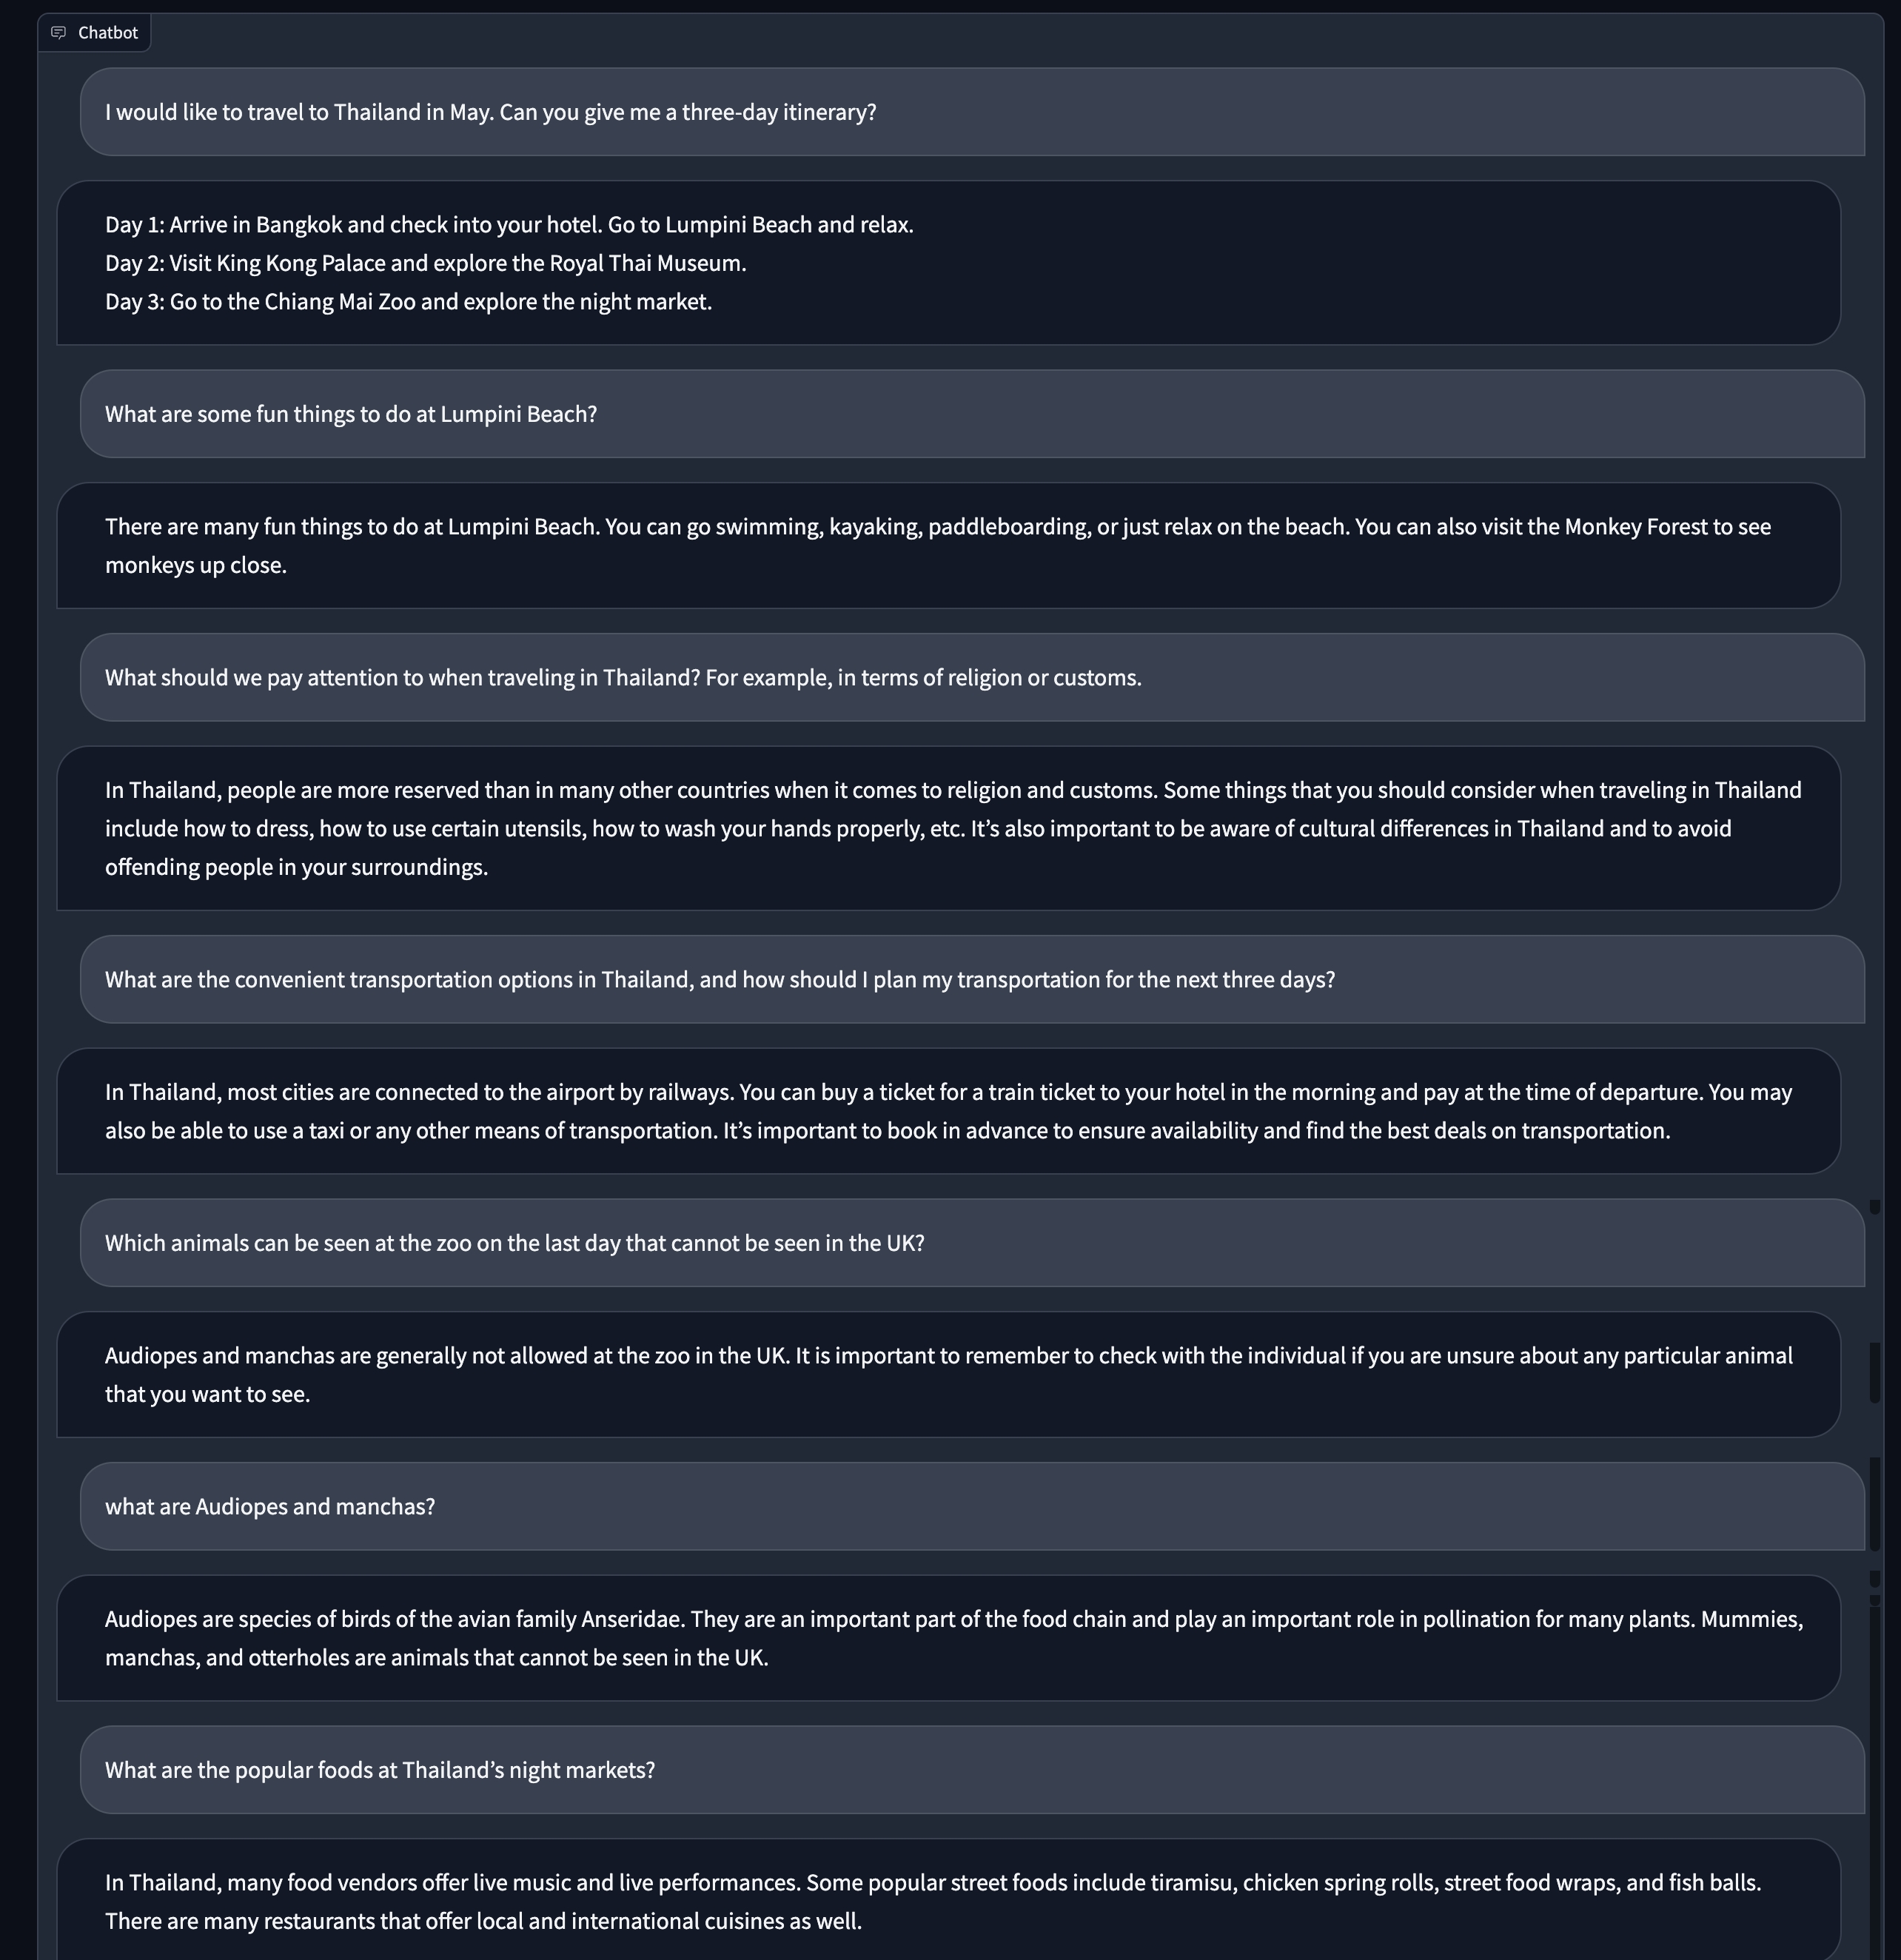 Chatbot
I would like to travel to Thailand in May. Can you give me a three-day itinerary?
Day 1: Arrive in Bangkok and check into your hotel. Go to Lumpini Beach and relax.
Day 2: Visit King Kong Palace and explore the Royal Thai Museum.
Day 3: Go to the Chiang Mai Zoo and explore the night market.
What are some fun things to do at Lumpini Beach?
There are many fun things to do at Lumpini Beach. You can go swimming, kayaking, paddleboarding, or just relax on the beach. You can also visit the Monkey Forest to see
monkeys up close.
What should we pay attention to when traveling in Thailand? For example, in terms of religion or customs.
In Thailand, people are more reserved than in many other countries when it comes to religion and customs. Some things that you should consider when traveling in Thailand
include how to dress, how to use certain utensils, how to wash your hands properly, etc. It’s also important to be aware of cultural differences in Thailand and to avoid
offending people in your surroundings.
What are the convenient transportation options in Thailand, and how should I plan my transportation for the next three days?
In Thailand, most cities are connected to the airport by railways. You can buy a ticket for a train ticket to your hotel in the morning and pay at the time of departure. You may
also be able to use a taxi or any other means of transportation. It’s important to book in advance to ensure availability and find the best deals on transportation.
Which animals can be seen at the zoo on the last day that cannot be seen in the UK?
Audiopes and manchas are generally not allowed at the zoo in the UK. It is important to remember to check with the individual if you are unsure about any particular animal
that you want to see.
what are Audiopes and manchas?
Audiopes are species of birds of the avian family Anseridae. They are an important part of the food chain and play an important role in pollination for many plants. Mummies,
manchas, and otterholes are animals that cannot be seen in the UK.
What are the popular foods at Thailand’s night markets?
In Thailand, many food vendors offer live music and live performances. Some popular street foods include tiramisu, chicken spring rolls, street food wraps, and fish balls.
There are many restaurants that offer local and international cuisines as well.